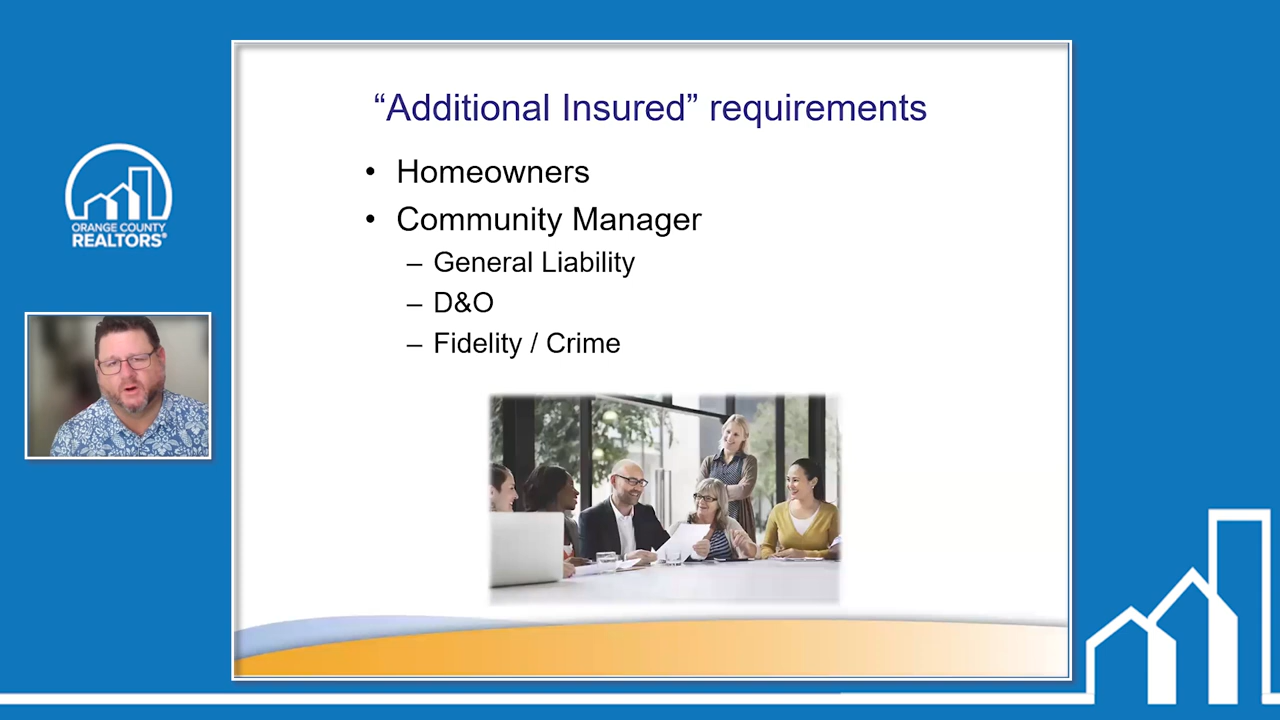 “Additional Insured” requirements
• Homeowners
• Community Manager
– General Liability
– D&O
– Fidelity / Crime
ORANGE COUNTY
REALTORS®